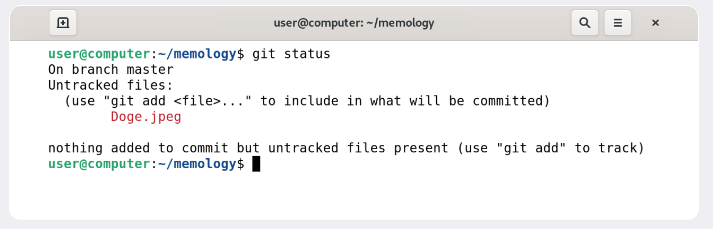 user@computer: ~/memology
user@computer:~/memology$ git status
On branch master
Untracked files:
  (use "git add <file>..." to include in what will be committed)
        Doge.jpeg

nothing added to commit but untracked files present (use "git add" to track)
user@computer:~/memology$